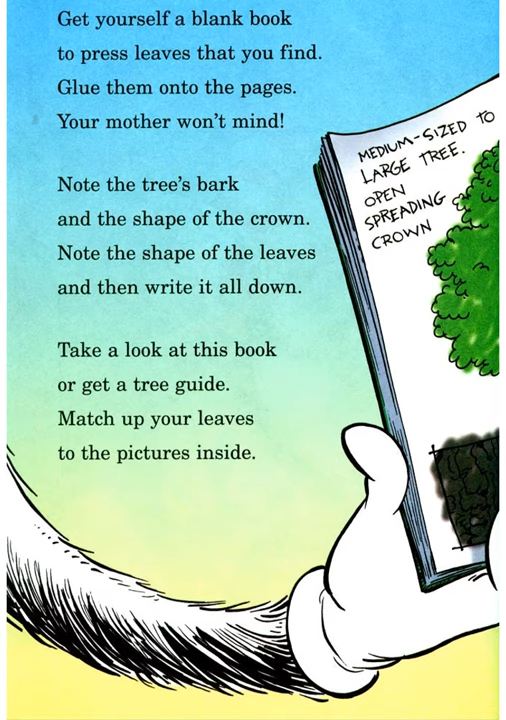 Get yourself a blank book
to press leaves that you find.
Glue them onto the pages.
Your mother won't mind!
Note the tree's bark
and the shape of the crown.
Note the shape of the leaves
and then write it all down.
Take a look at this book
or get a tree guide.
Match up your leaves
to the pictures inside.
MEDIUM-SIZED TO
LARGE TREE.
OPEN
SPREADING
CROWN